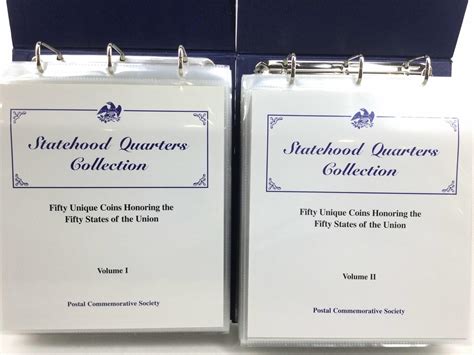 Statehood Quarters
Collection
Fifty Unique Coins Honoring the
Fifty States of the Union
Volume I
Postal Commemorative Society
Statehood Quarters
Collection
Fifty Unique Coins Honoring the
Fifty States of the Union
Volume II
Postal Commemorative Society